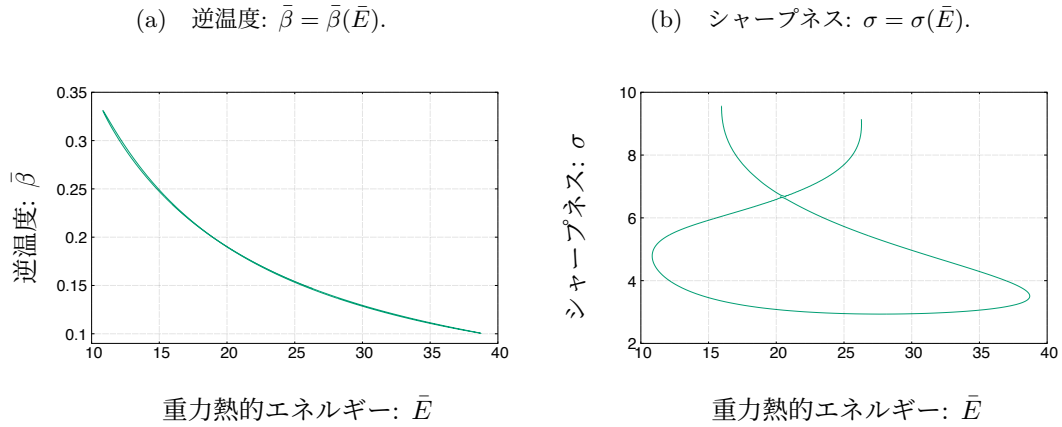 (a) 逆温度: β̄ = β̄(Ē).
(b) シャープネス: σ = σ(Ē).
0.35
0.3
0.25
0.2
0.15
0.1
逆温度: β̄
10 15 20 25 30 35 40
重力熱的エネルギー: Ē
10
8
6
4
2
シャープネス: σ
10 15 20 25 30 35 40
重力熱的エネルギー: Ē